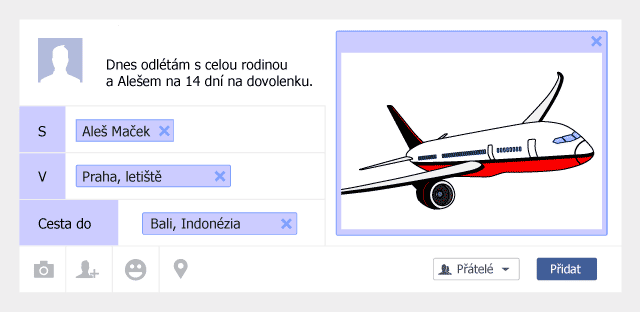 Dnes odlétám s celou rodinou
a Alešem na 14 dní na dovolenku.
S Aleš Maček
V Praha, letiště
Cesta do Bali, Indonézia
Přátelé Přidat